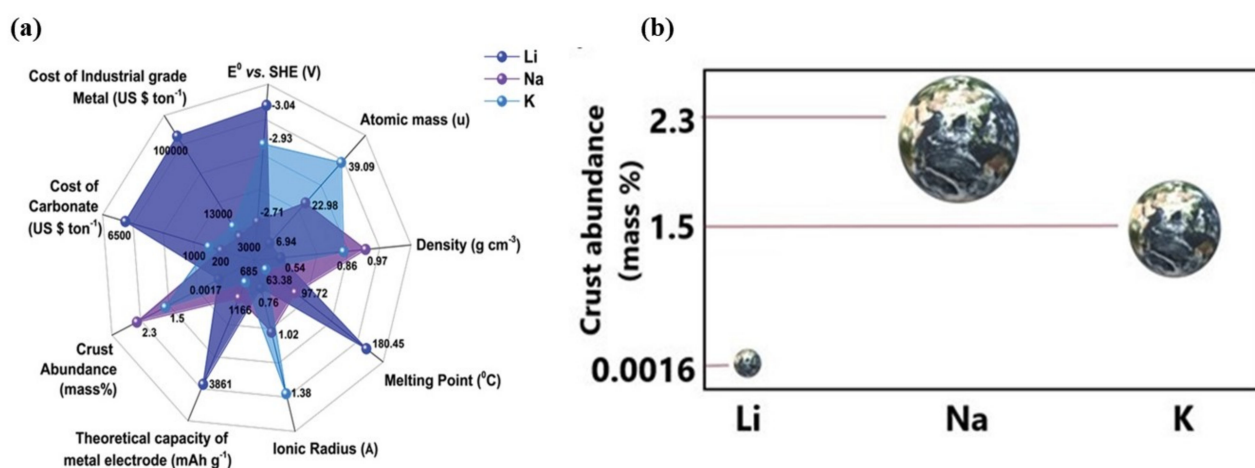 (a)
Li
Na
K
E⁰ vs. SHE (V)
Cost of Industrial grade
Metal (US $ ton⁻¹)
Atomic mass (u)
-3.04
-2.93
100000
39.09
Cost of
Carbonate
(US $ ton⁻¹)
13000
-2.71
22.98
6500
3000
6.94
Density (g cm⁻³)
1000
200
0.54
0.86
0.97
685
63.38
97.72
0.0017
1166
0.76
1.5
1.02
2.3
180.45
Crust
Abundance
(mass%)
Melting Point (⁰C)
3861
1.38
Theoretical capacity of
metal electrode (mAh g⁻¹)
Ionic Radius (Å)
(b)
Crust abundance
(mass %)
2.3
1.5
0.0016
Li
Na
K